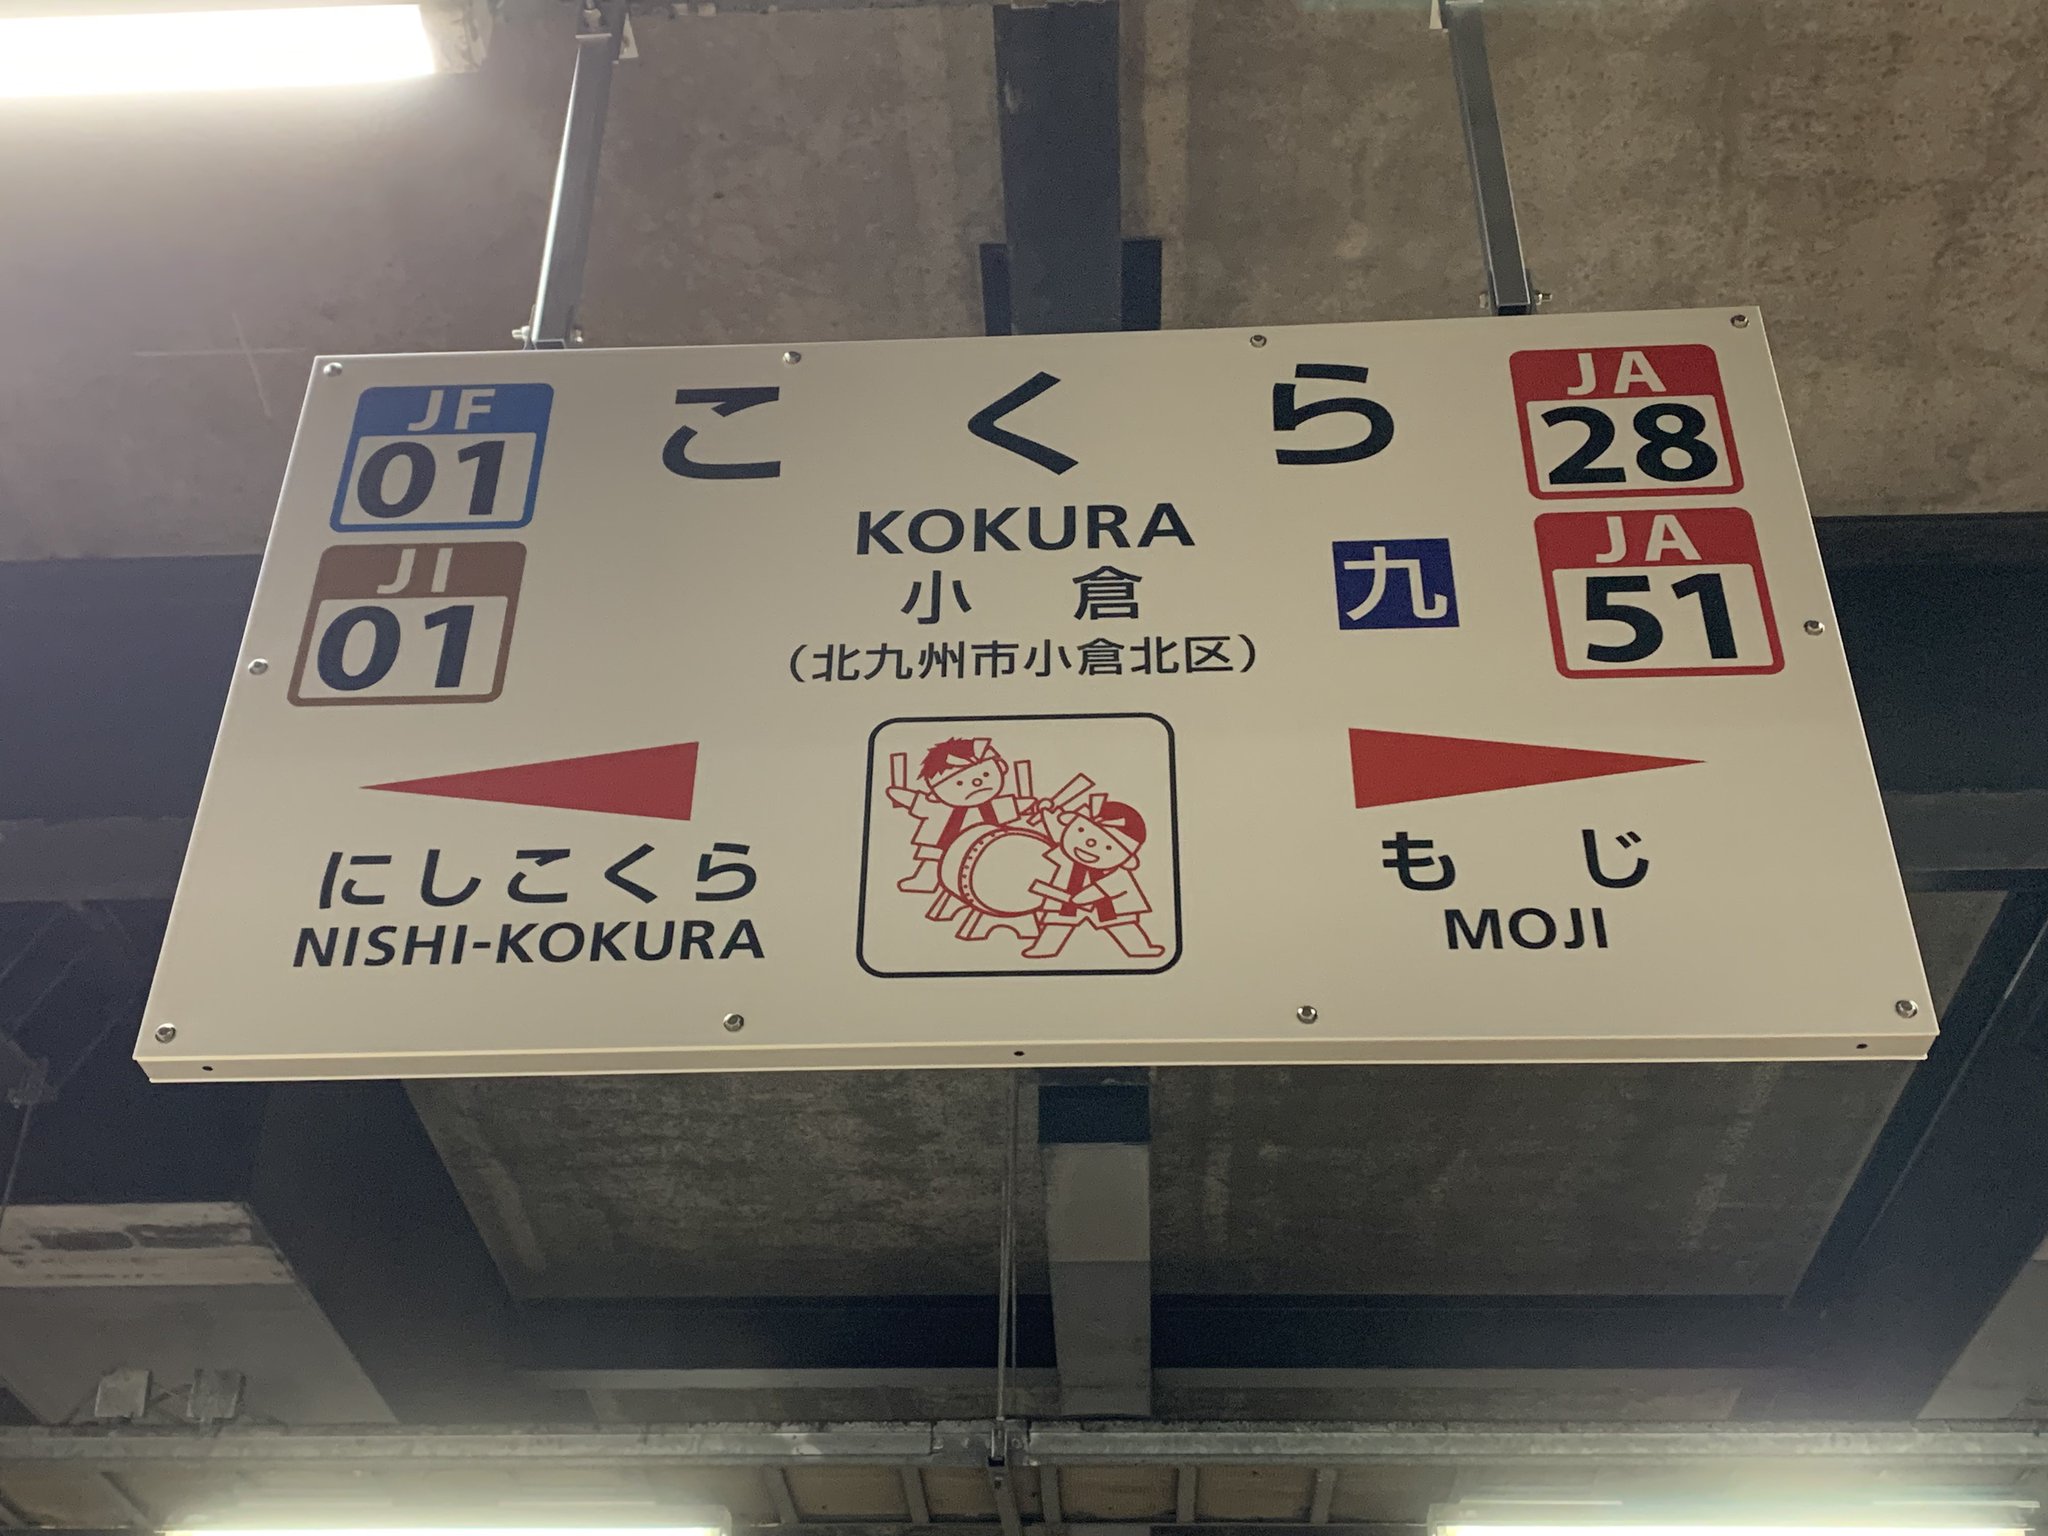 JF
01
こくら
JA
28
KOKURA
JI
01
小倉
九
JA
51
（北九州市小倉北区）
にしこくら
NISHI-KOKURA
もじ
MOJI